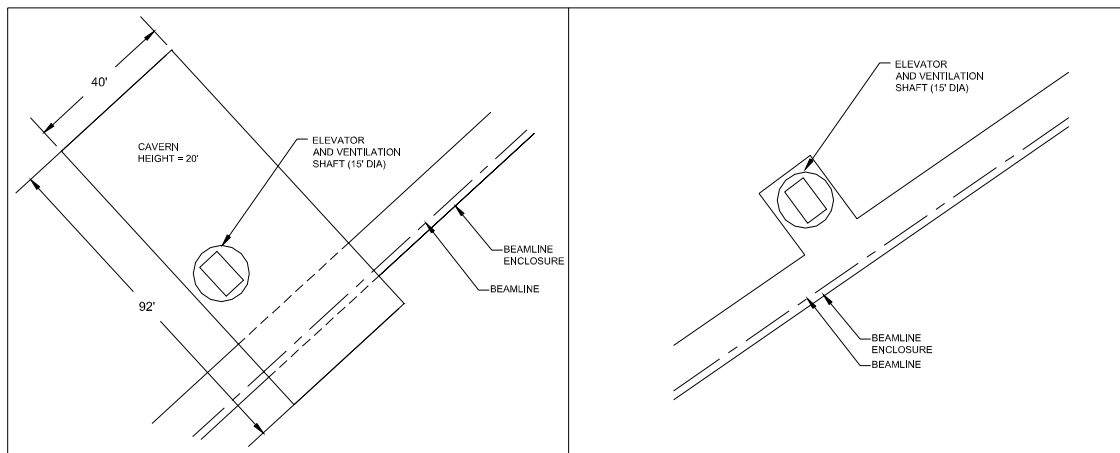 40'
CAVERN
HEIGHT = 20'
ELEVATOR
AND VENTILATION
SHAFT (15' DIA)
BEAMLINE
ENCLOSURE
BEAMLINE
92'
ELEVATOR
AND VENTILATION
SHAFT (15' DIA)
BEAMLINE
ENCLOSURE
BEAMLINE